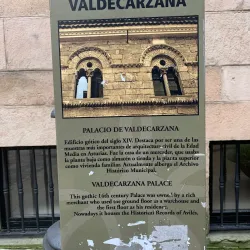 VALDECARZANA
PALACIO DE VALDECARZANA
Edificio gótico del siglo XIV. Destaca por ser una de las
muestras más importantes de arquitectura civil de la Edad
Media en Asturias. Fue la casa de un mercader, que usaba
la planta baja como almacén o tienda y la planta superior
como vivienda familiar. Actualmente alberga el Archivo
Histórico Municipal.
VALDECARZANA PALACE
This gothic 14th century Palace was owned by a rich
merchant who used the ground floor as a warehouse and
the first floor as his residence.
Nowadays it houses the Historical Records of Avilés.